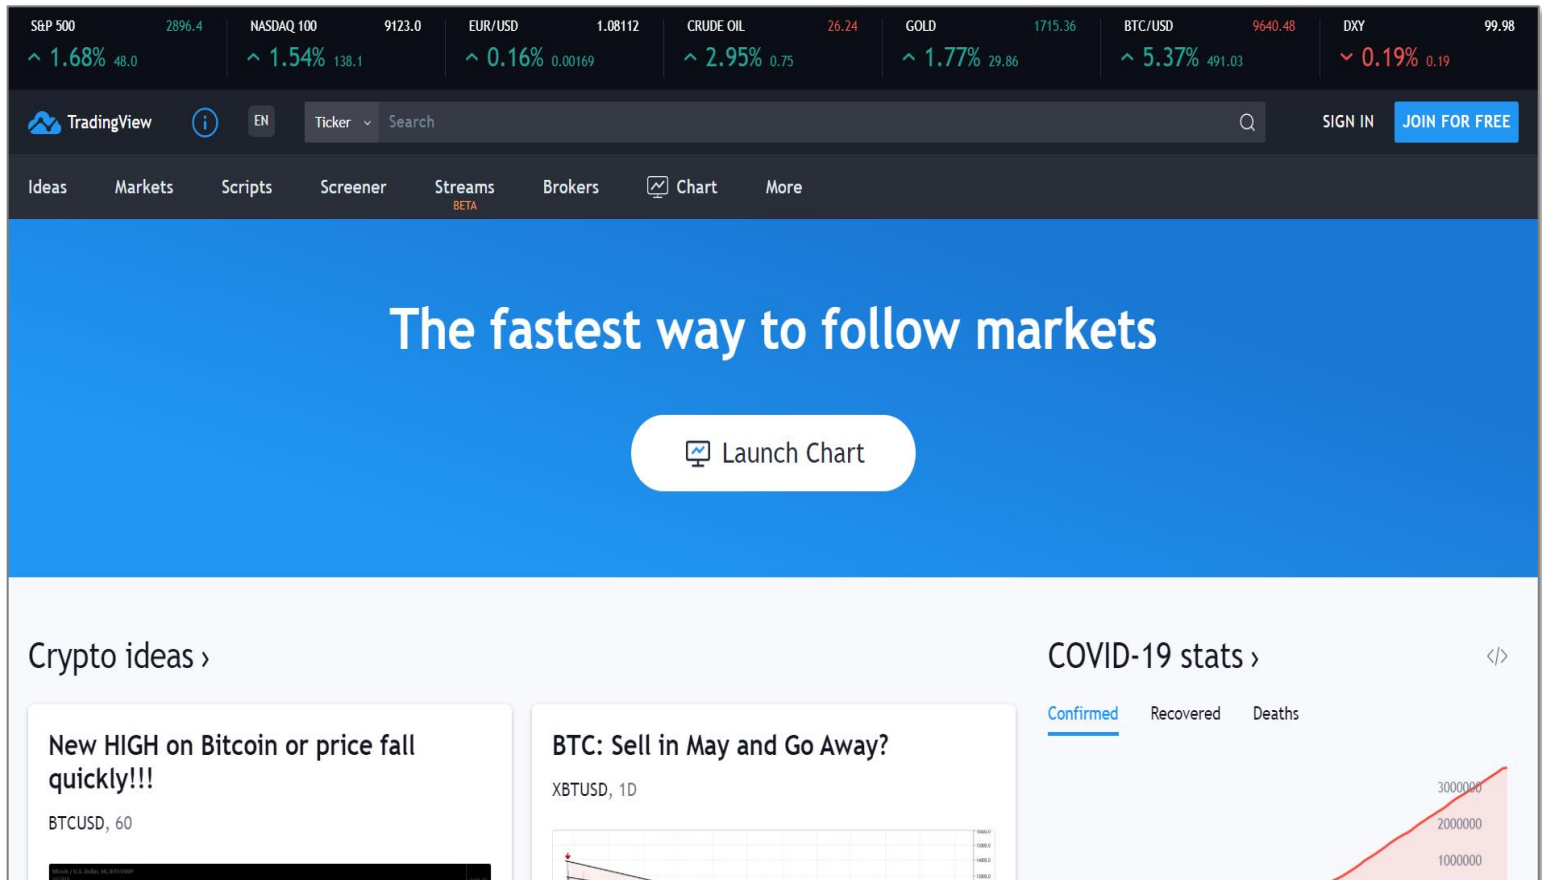 S&P 500 2896.4 NASDAQ 100 9123.0 EUR/USD 1.08112 CRUDE OIL 26.24 GOLD 1715.36 BTC/USD 9640.48 DXY 99.98
1.68% 48.0 1.54% 138.1 0.16% 0.00169 2.95% 0.75 1.77% 29.86 5.37% 491.03 0.19% 0.19
TradingView i EN Ticker Search SIGN IN JOIN FOR FREE
Ideas Markets Scripts Screener Streams Brokers Chart More
BETA
The fastest way to follow markets
Launch Chart
Crypto ideas ›
COVID-19 stats › </>
Confirmed Recovered Deaths
New HIGH on Bitcoin or price fall
quickly!!!
BTCUSD, 60
BTC: Sell in May and Go Away?
XBTUSD, 1D
3000000
2000000
1000000